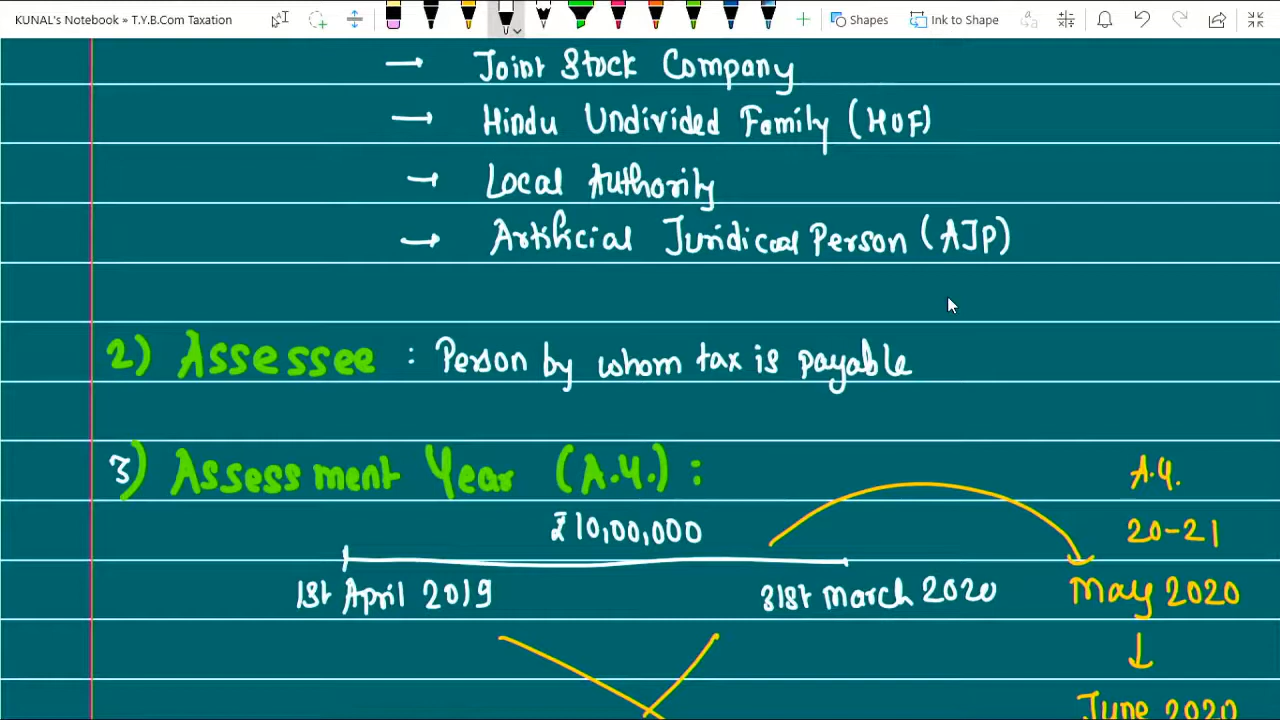 KUNAL's Notebook » T.Y.B.Com Taxation
Shapes
Ink to Shape
→ Joint Stock Company
→ Hindu Undivided Family (HUF)
→ Local Authority
→ Artificial Juridical Person (AJP)
2) Assessee : Person by whom tax is payable
3) Assessment Year (A.Y.) :
A.Y.
₹10,00,000
20-21
1st April 2019
31st March 2020
May 2020
↓
June 2020